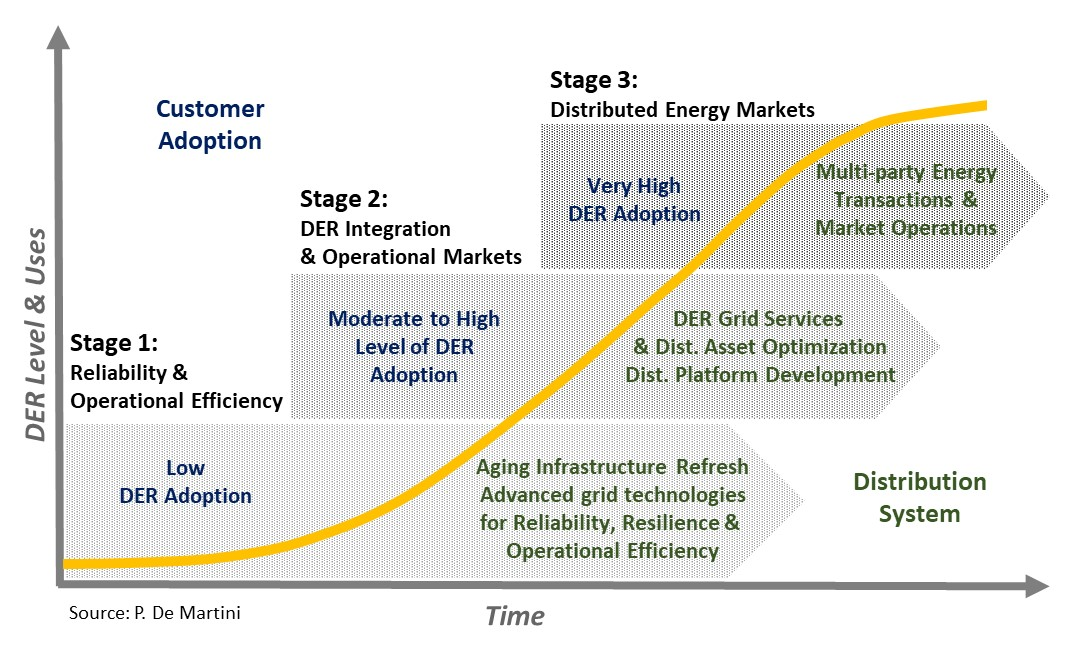 Customer
Adoption
Stage 3:
Distributed Energy Markets
Very High
DER Adoption
Multi-party Energy
Transactions &
Market Operations
Stage 2:
DER Integration
& Operational Markets
Moderate to High
Level of DER
Adoption
DER Grid Services
& Dist. Asset Optimization
Dist. Platform Development
Stage 1:
Reliability &
Operational Efficiency
Low
DER Adoption
Aging Infrastructure Refresh
Advanced grid technologies
for Reliability, Resilience &
Operational Efficiency
Distribution
System
DER Level & Uses
Time
Source: P. De Martini